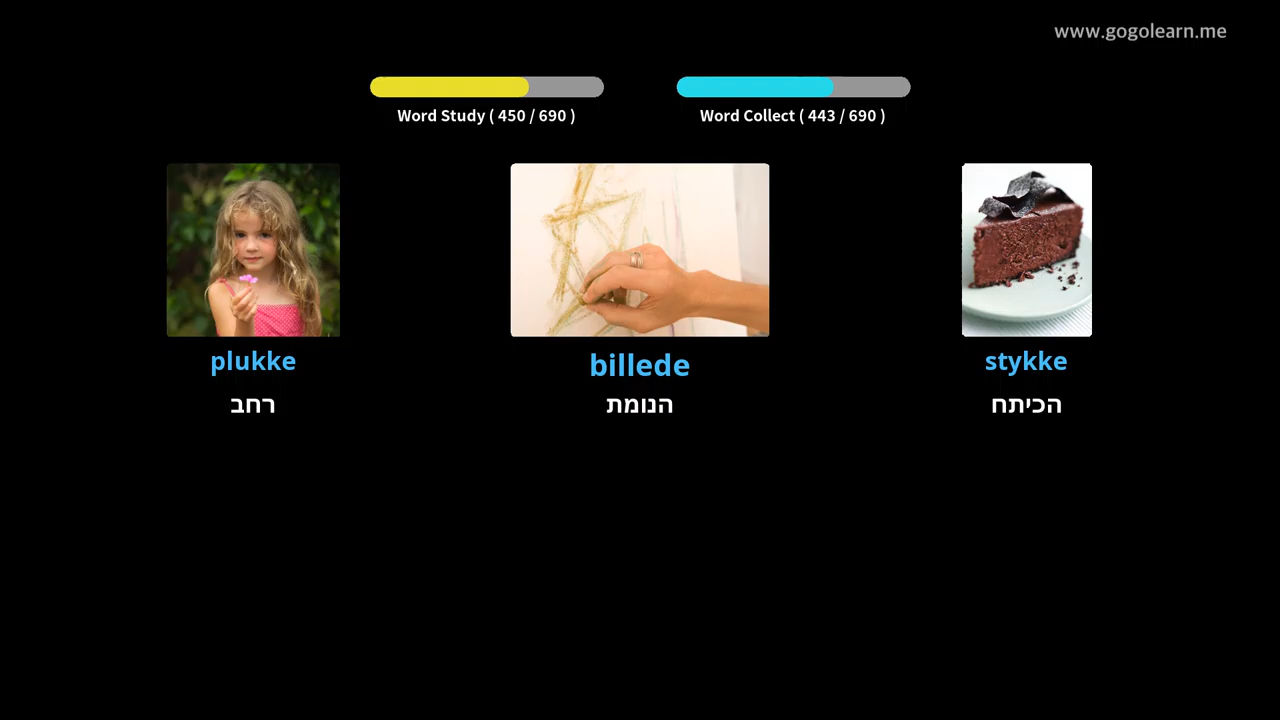 www.gogolearn.me
Word Study ( 450 / 690 )
Word Collect ( 443 / 690 )
plukke
רחב
billede
הנומת
stykke
הכיתח